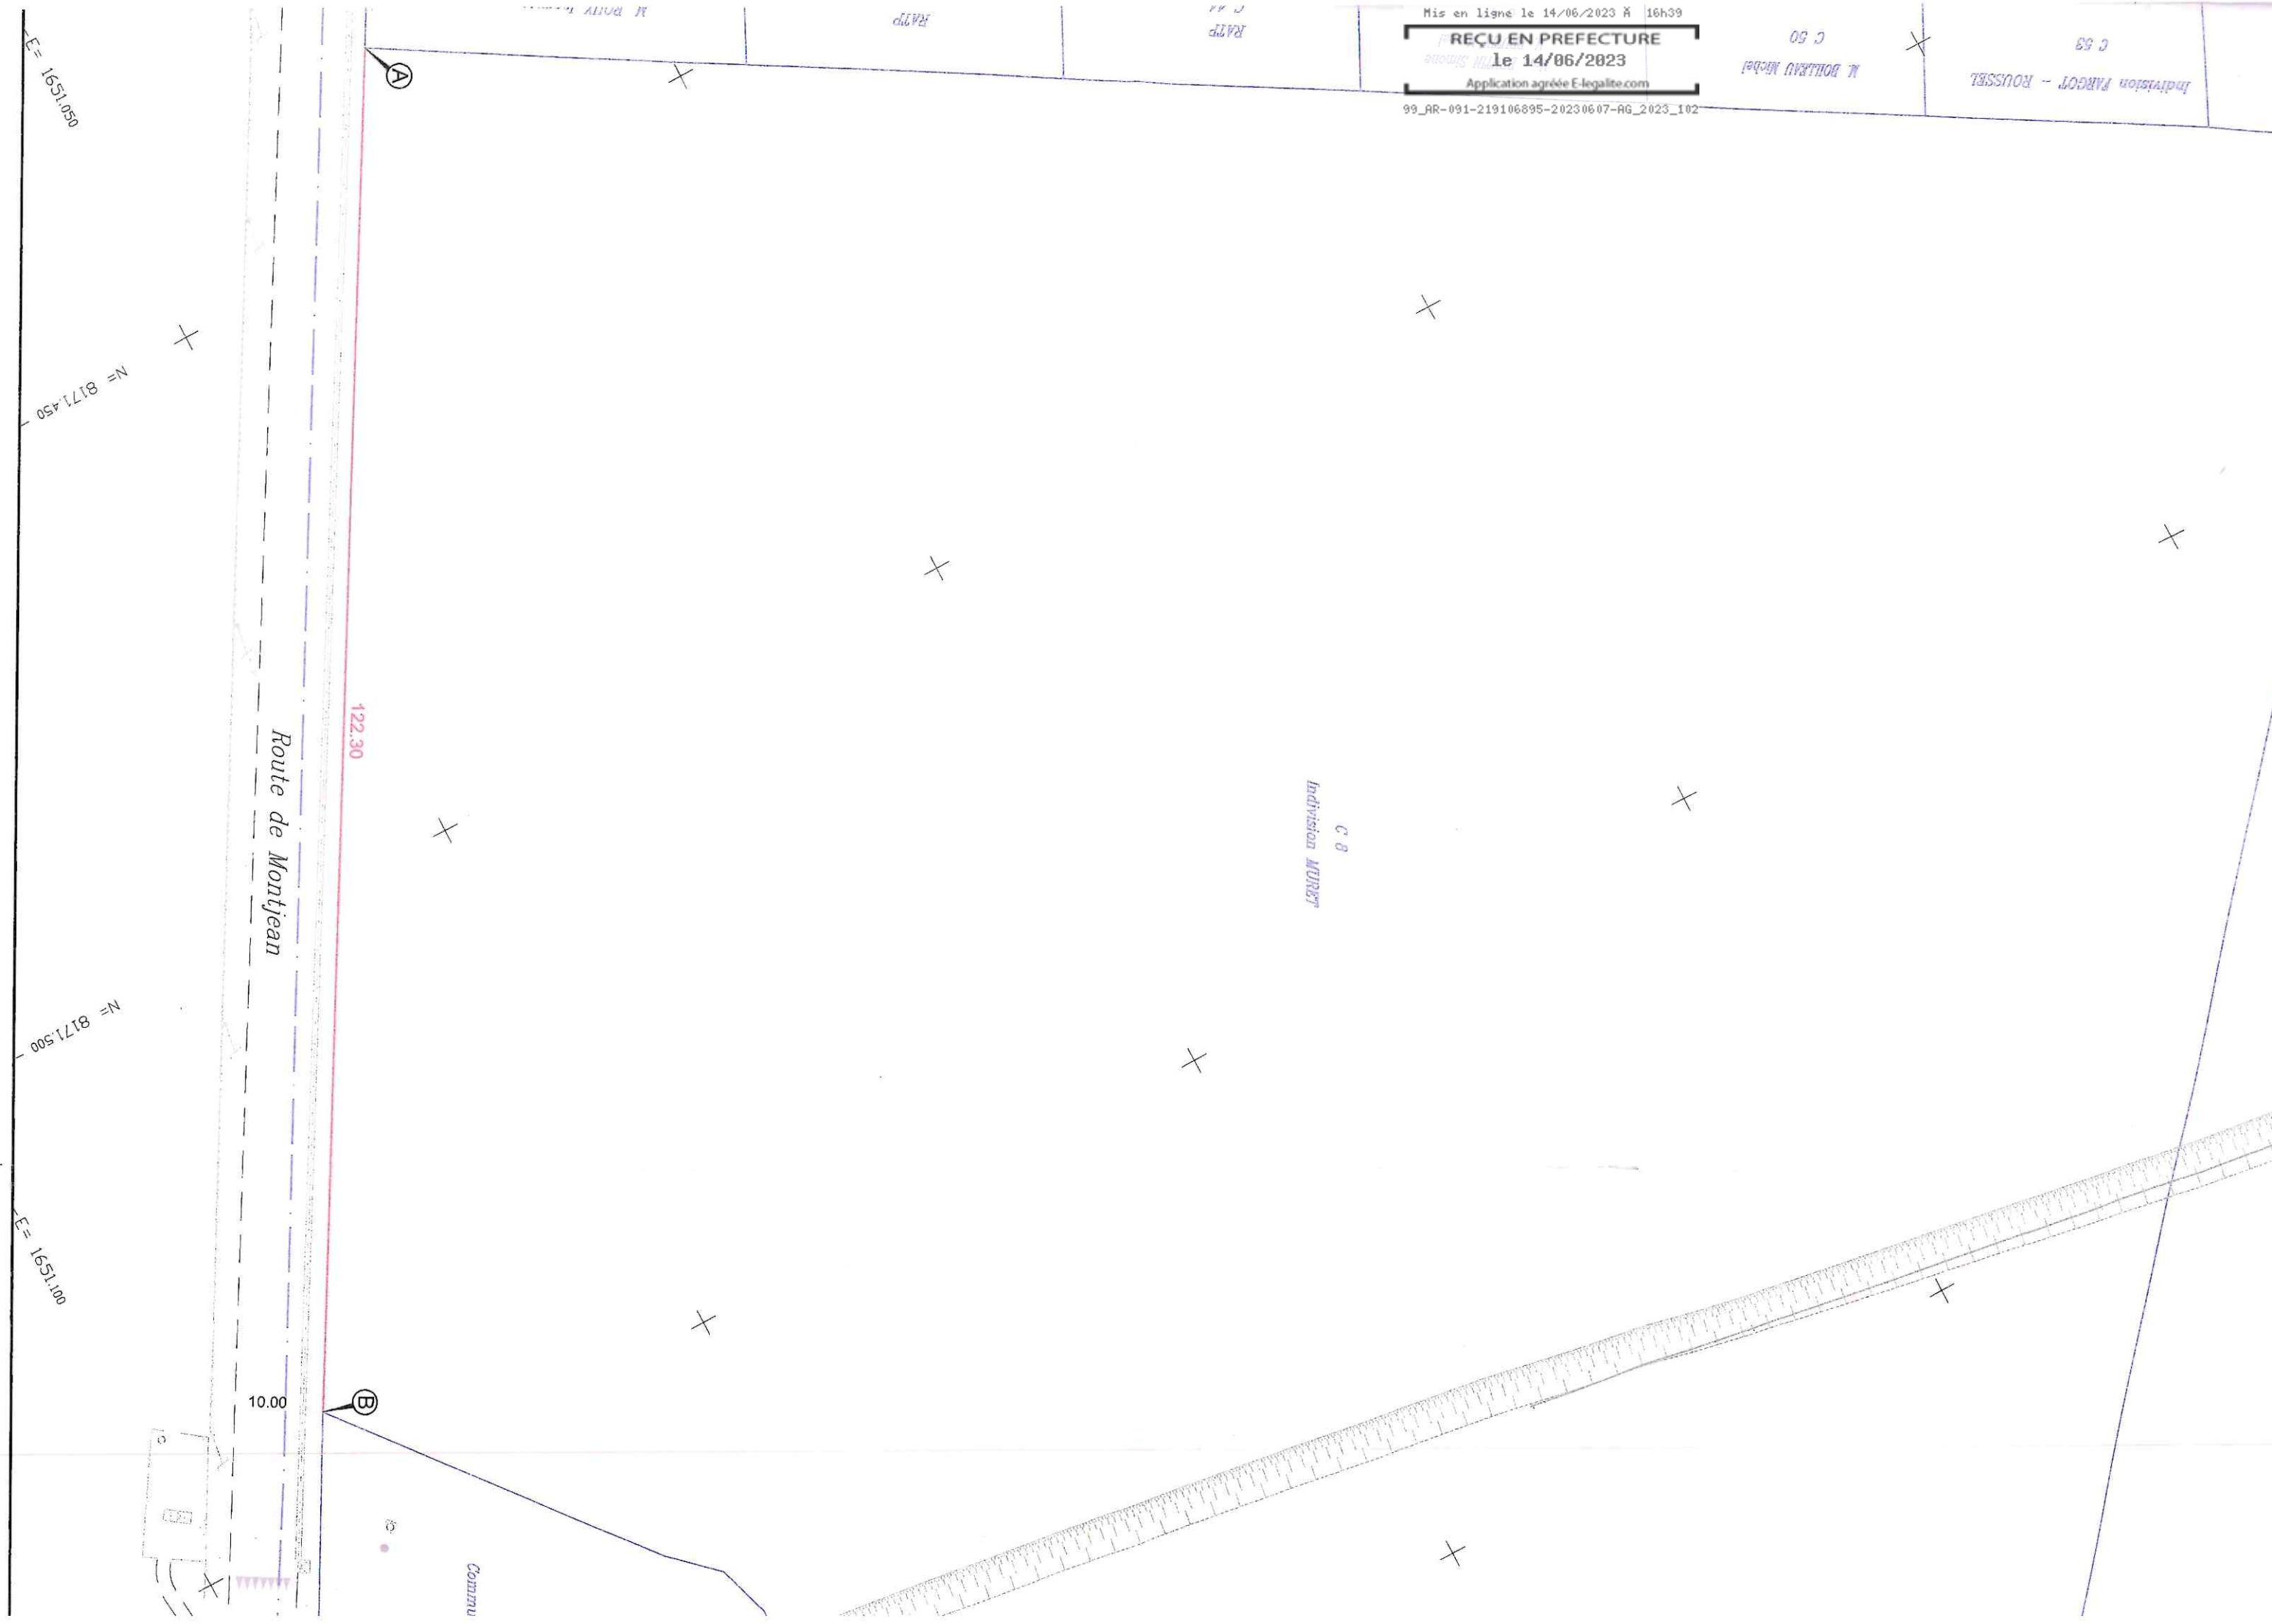 Mis en ligne le 14/06/2023 À 16h39
REÇU EN PREFECTURE
le 14/06/2023
Application agréée E-legalite.com
99_AR-091-219106895-20230607-AG_2023_102
RATP
RATP
C 50
M. BOILLEAU Michel
C 53
Indivision FARGOT - ROUSSEL
A
E= 1651.050
N= 8171.450
122.30
Route de Montjean
C 8
Indivision MURET
N= 8171.500
E= 1651.100
10.00
B